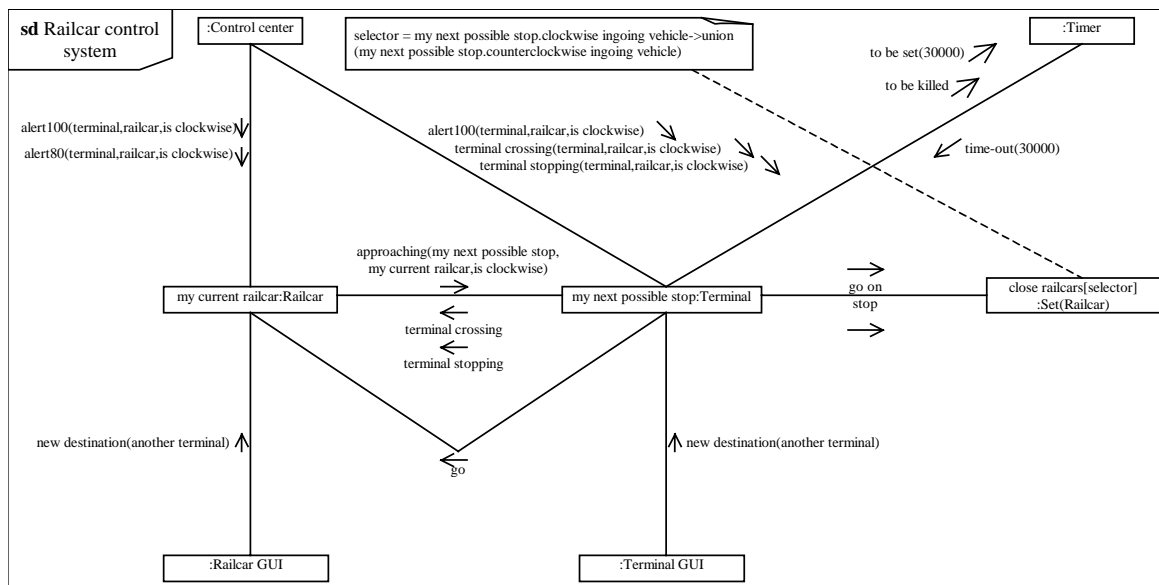 sd Railcar control
system
:Control center
selector = my next possible stop.clockwise ingoing vehicle->union
(my next possible stop.counterclockwise ingoing vehicle)
:Timer
to be set(30000)
to be killed
alert100(terminal,railcar,is clockwise)
alert80(terminal,railcar,is clockwise)
alert100(terminal,railcar,is clockwise)
terminal crossing(terminal,railcar,is clockwise)
terminal stopping(terminal,railcar,is clockwise)
time-out(30000)
approaching(my next possible stop,
my current railcar,is clockwise)
my current railcar:Railcar
my next possible stop:Terminal
go on
stop
close railcars[selector]
:Set(Railcar)
terminal crossing
terminal stopping
new destination(another terminal)
go
new destination(another terminal)
:Railcar GUI
:Terminal GUI